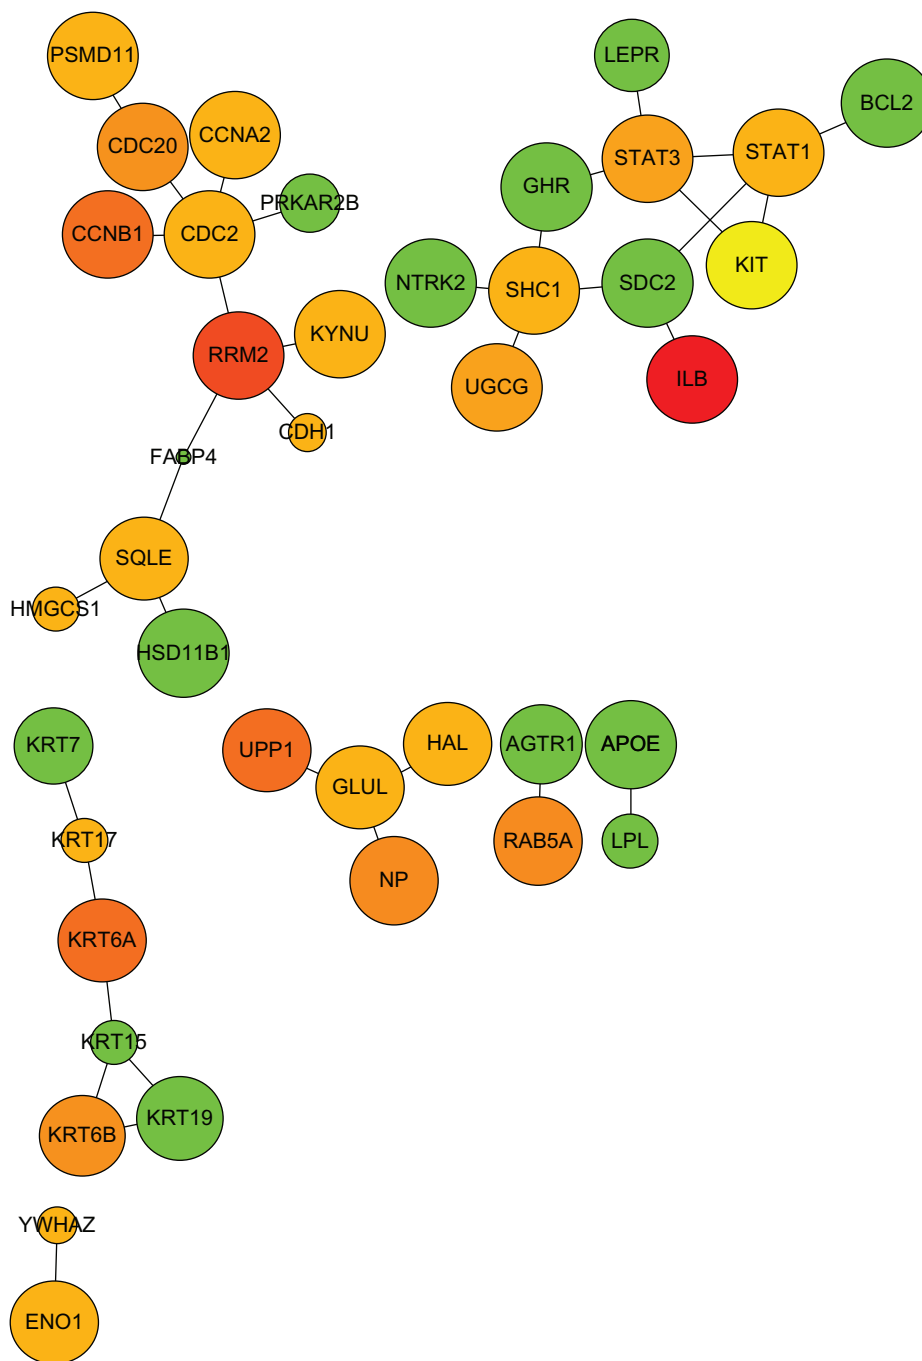 PSMD11
LEPR
BCL2
CDC20
CCNA2
STAT3
STAT1
GHR
PRKAR2B
CCNB1
CDC2
KIT
NTRK2
SHC1
SDC2
KYNU
RRM2
UGCG
ILB
CDH1
FABP4
SQLE
HMGCS1
HSD11B1
KRT7
UPP1
HAL
AGTR1
APOE
GLUL
KRT17
RAB5A
LPL
NP
KRT6A
KRT15
KRT19
KRT6B
YWHAZ
ENO1